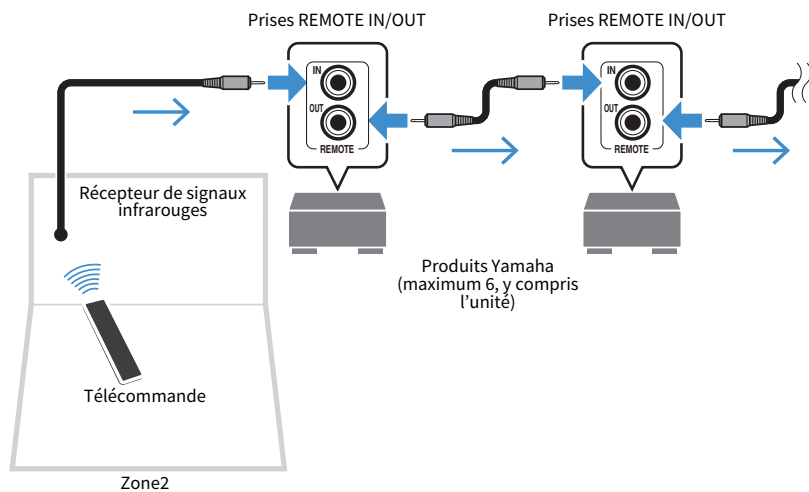 Prises REMOTE IN/OUT
Prises REMOTE IN/OUT
IN
OUT
REMOTE
IN
OUT
REMOTE
Récepteur de signaux
infrarouges
Produits Yamaha
(maximum 6, y compris
l’unité)
Télécommande
Zone2